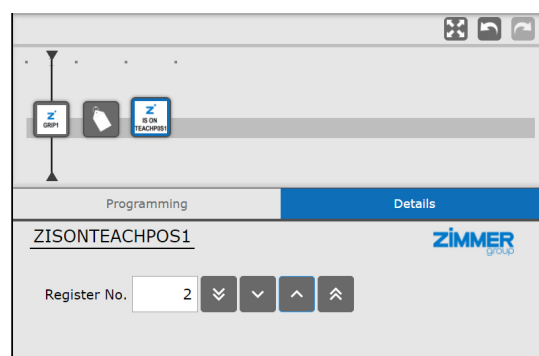 Z
GRIP1
Z
IS ON
TEACHPOS1
Programming
Details
ZISONTEACHPOS1
ZIMMER
group
Register No.
2